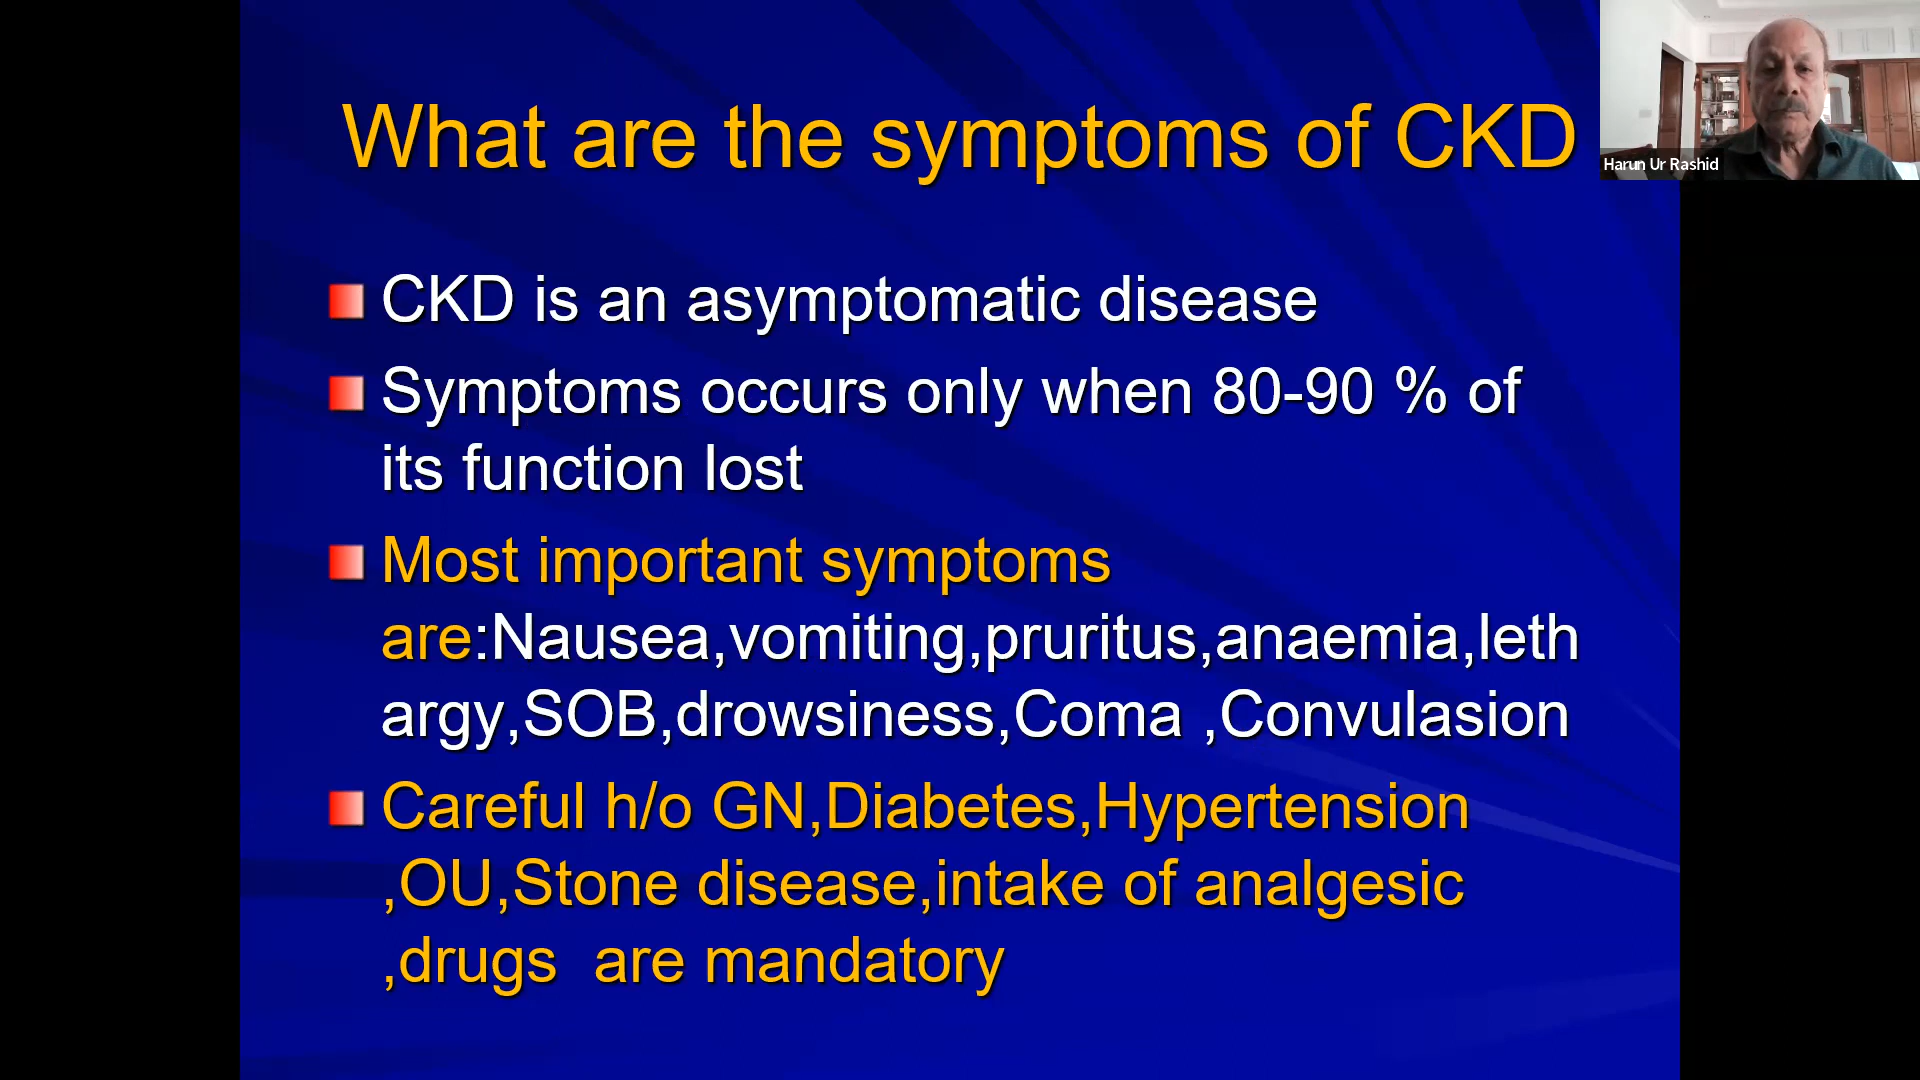 What are the symptoms of CKD
Harun Ur Rashid
CKD is an asymptomatic disease
Symptoms occurs only when 80-90 % of
its function lost
Most important symptoms
are:Nausea,vomiting,pruritus,anaemia,leth
argy,SOB,drowsiness,Coma ,Convulasion
Careful h/o GN,Diabetes,Hypertension
,OU,Stone disease,intake of analgesic
,drugs  are mandatory